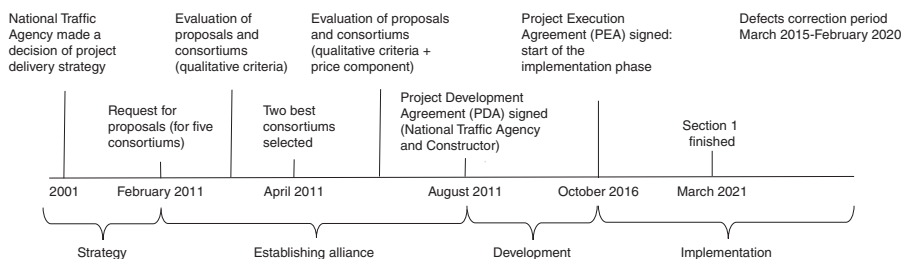 National Traffic
Agency made a
decision of project
delivery strategy
Evaluation of
proposals and
consortiums
(qualitative criteria)
Evaluation of proposals
and consortiums
(qualitative criteria +
price component)
Project Execution
Agreement (PEA) signed:
start of the
implementation phase
Defects correction period
March 2015-February 2020
Request for
proposals (for five
consortiums)
Two best
consortiums
selected
Project Development
Agreement (PDA) signed
(National Traffic Agency
and Constructor)
Section 1
finished
2001
February 2011
April 2011
August 2011
October 2016
March 2021
Strategy
Establishing alliance
Development
Implementation